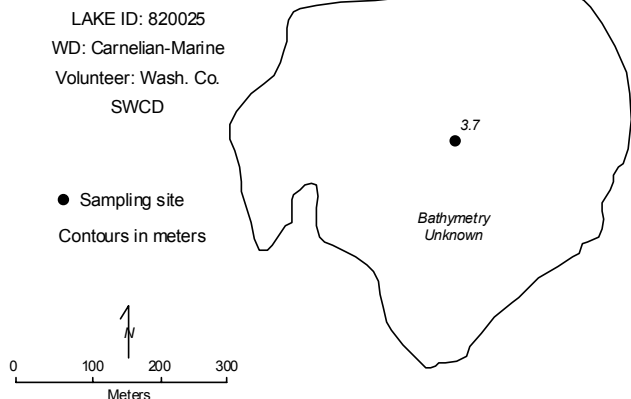 LAKE ID: 820025
WD: Carnelian-Marine
Volunteer: Wash. Co.
SWCD
3.7
Sampling site
Contours in meters
Bathymetry
Unknown
N
0 100 200 300
Meters